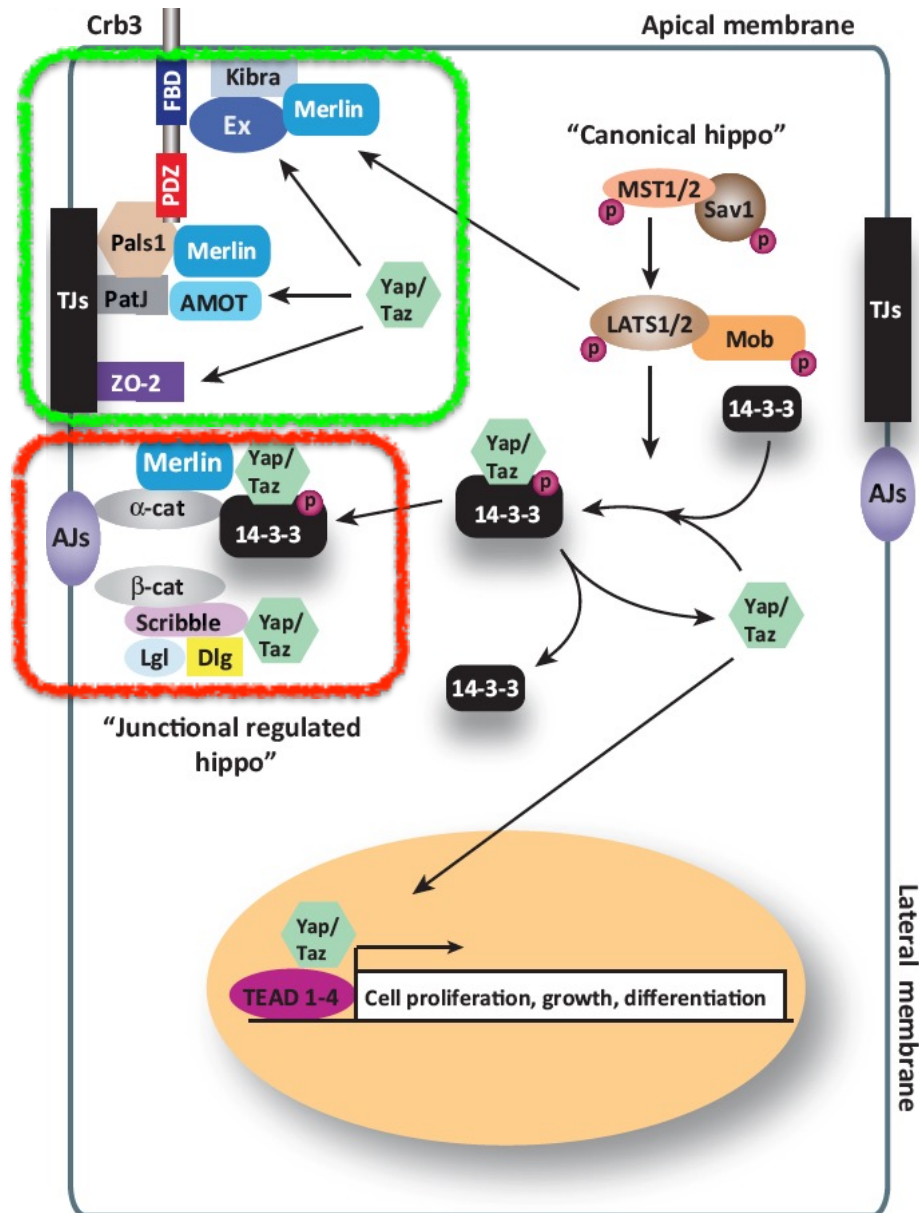 Crb3
Apical membrane
FBD
Kibra
Merlin
Ex
PDZ
"Canonical hippo"
MST1/2
Sav1
p
p
Pals1
Merlin
PatJ
AMOT
Yap/
Taz
TJs
ZO-2
LATS1/2
Mob
p
p
TJs
14-3-3
Merlin
Yap/
Taz
p
α-cat
14-3-3
AJs
β-cat
Scribble
Yap/
Taz
Lgl
Dlg
Yap/
Taz
p
14-3-3
AJs
Yap/
Taz
14-3-3
"Junctional regulated
hippo"
Lateral membrane
Yap/
Taz
TEAD 1-4
Cell proliferation, growth, differentiation